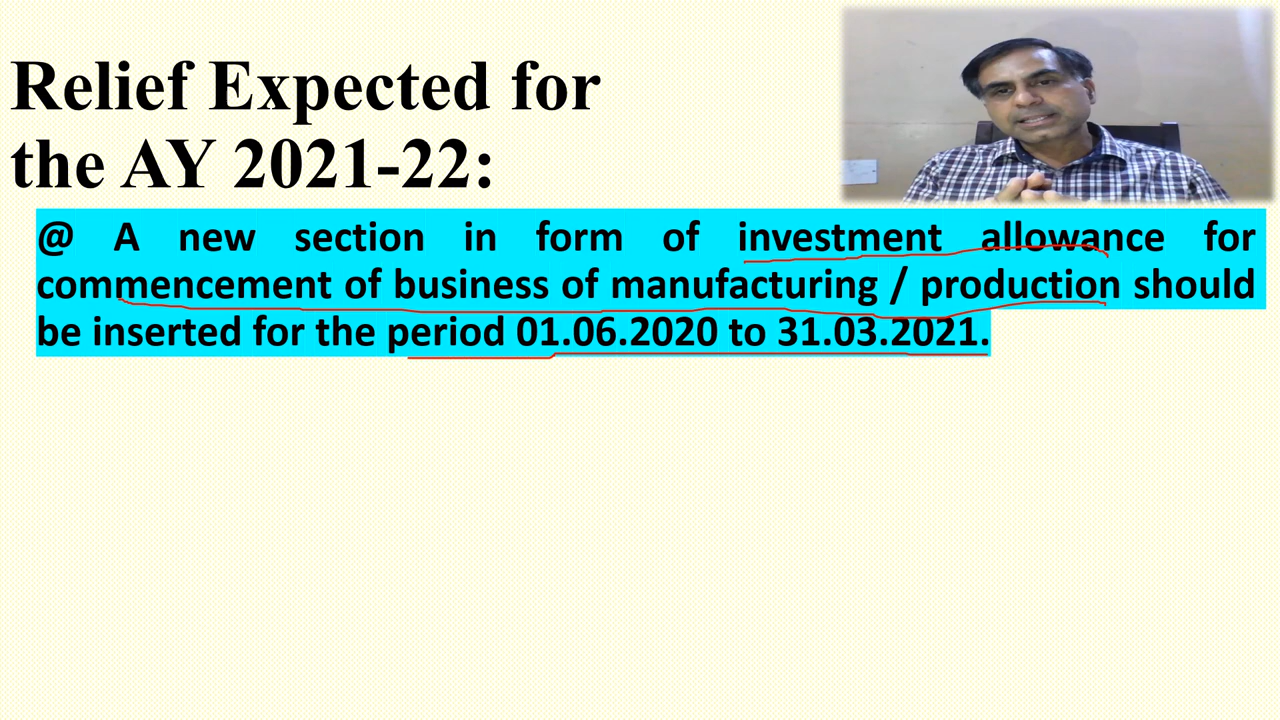 Relief Expected for
the AY 2021-22:
@ A new section in form of investment allowance for
commencement of business of manufacturing / production should
be inserted for the period 01.06.2020 to 31.03.2021.